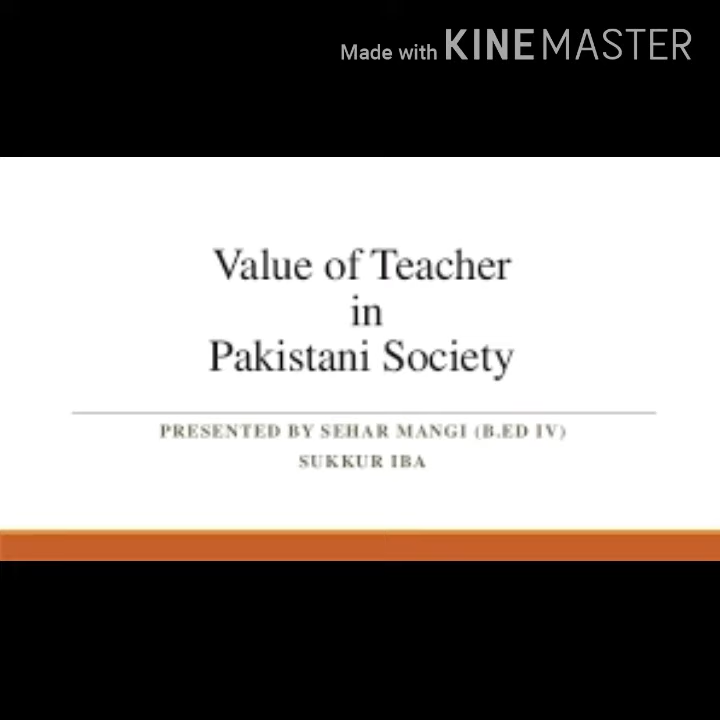 Made with KINEMASTER
Value of Teacher
in
Pakistani Society
PRESENTED BY SEHAR MANGI (B.ED IV)
SUKKUR IBA